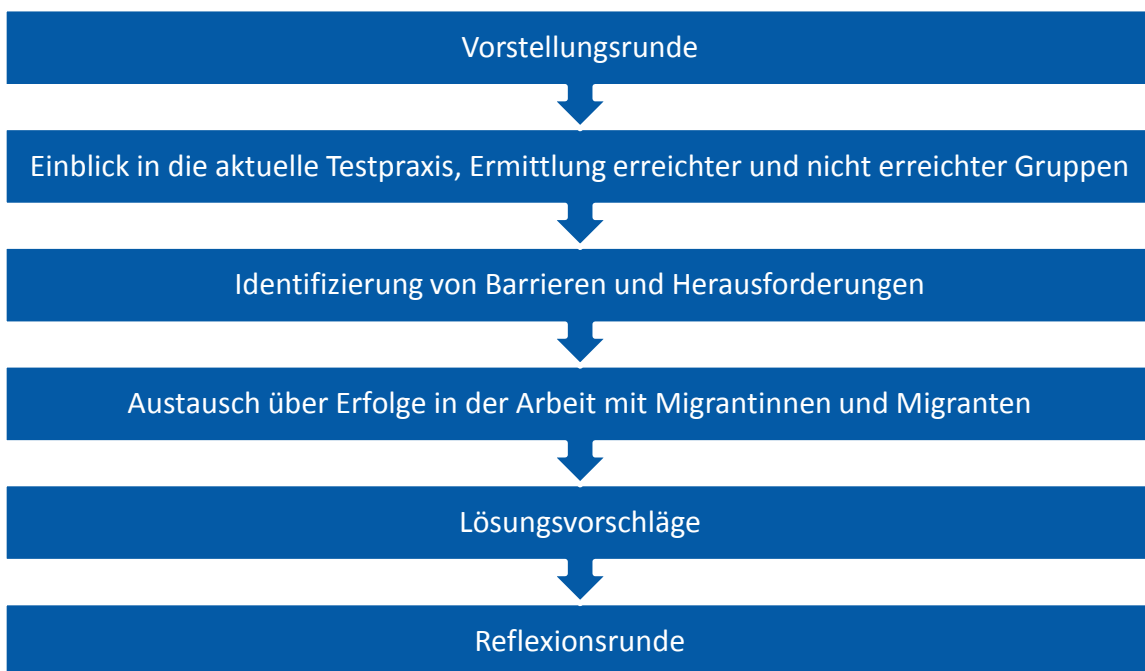 Vorstellungsrunde
Einblick in die aktuelle Testpraxis, Ermittlung erreichter und nicht erreichter Gruppen
Identifizierung von Barrieren und Herausforderungen
Austausch über Erfolge in der Arbeit mit Migrantinnen und Migranten
Lösungsvorschläge
Reflexionsrunde